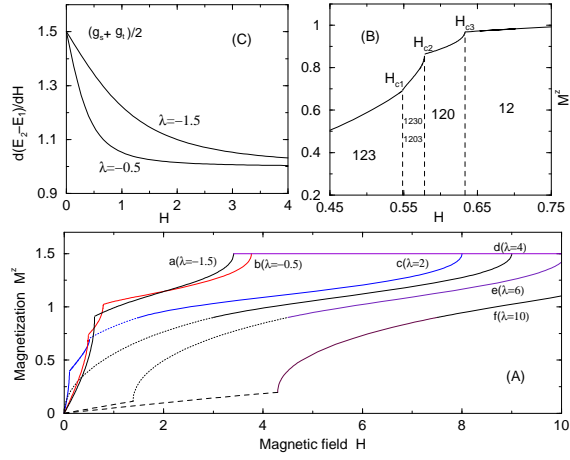 (g_s+ g_t)/2
(C)
λ=−1.5
λ=−0.5
1.5
1.3
1.1
0.9
0 1 2 3 4
H
d(E_2−E_1)/dH
(B)
H_c1
H_c2
H_c3
123
1230
1203
120
12
1
0.8
0.6
0.4
0.2
0.45 0.55 0.65 0.75
H
M^z
a(λ=−1.5)
b(λ=−0.5)
c(λ=2)
d(λ=4)
e(λ=6)
f(λ=10)
(A)
1.5
1
0.5
0
0 2 4 6 8 10
Magnetic field H
Magnetization M^z